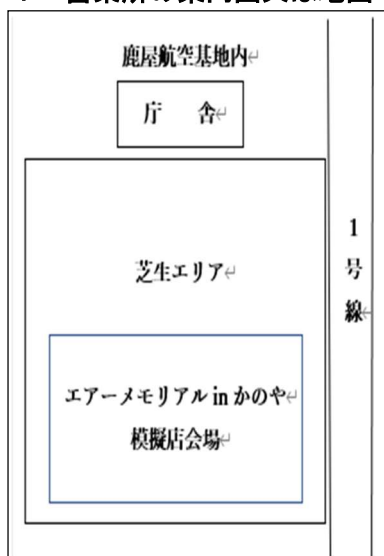 鹿屋航空基地内
庁　舎
芝生エリア
エアーメモリアル in かのや
模擬店会場
1号線